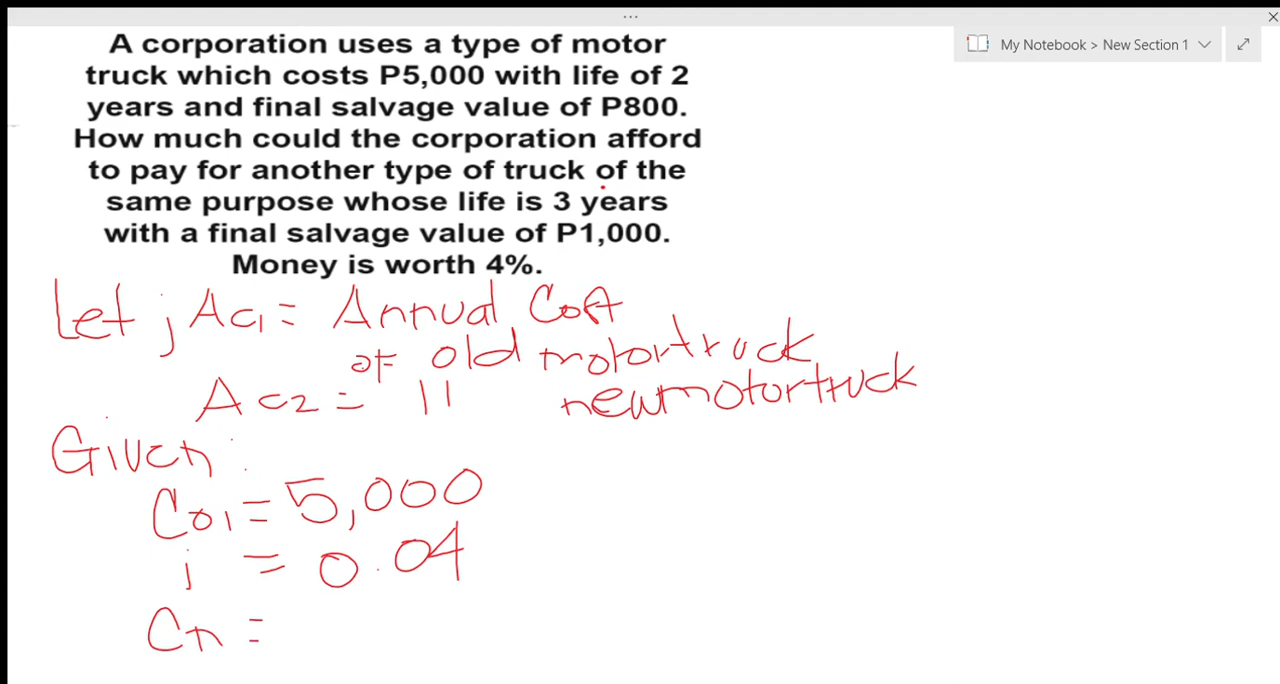 A corporation uses a type of motor
truck which costs P5,000 with life of 2
years and final salvage value of P800.
How much could the corporation afford
to pay for another type of truck of the
same purpose whose life is 3 years
with a final salvage value of P1,000.
Money is worth 4%.
My Notebook > New Section 1
Let ; AC1 = Annual Cost
of old motortruck
AC2 = 11 new motortruck
Given :
Co1 = 5,000
i = 0.04
Cn =